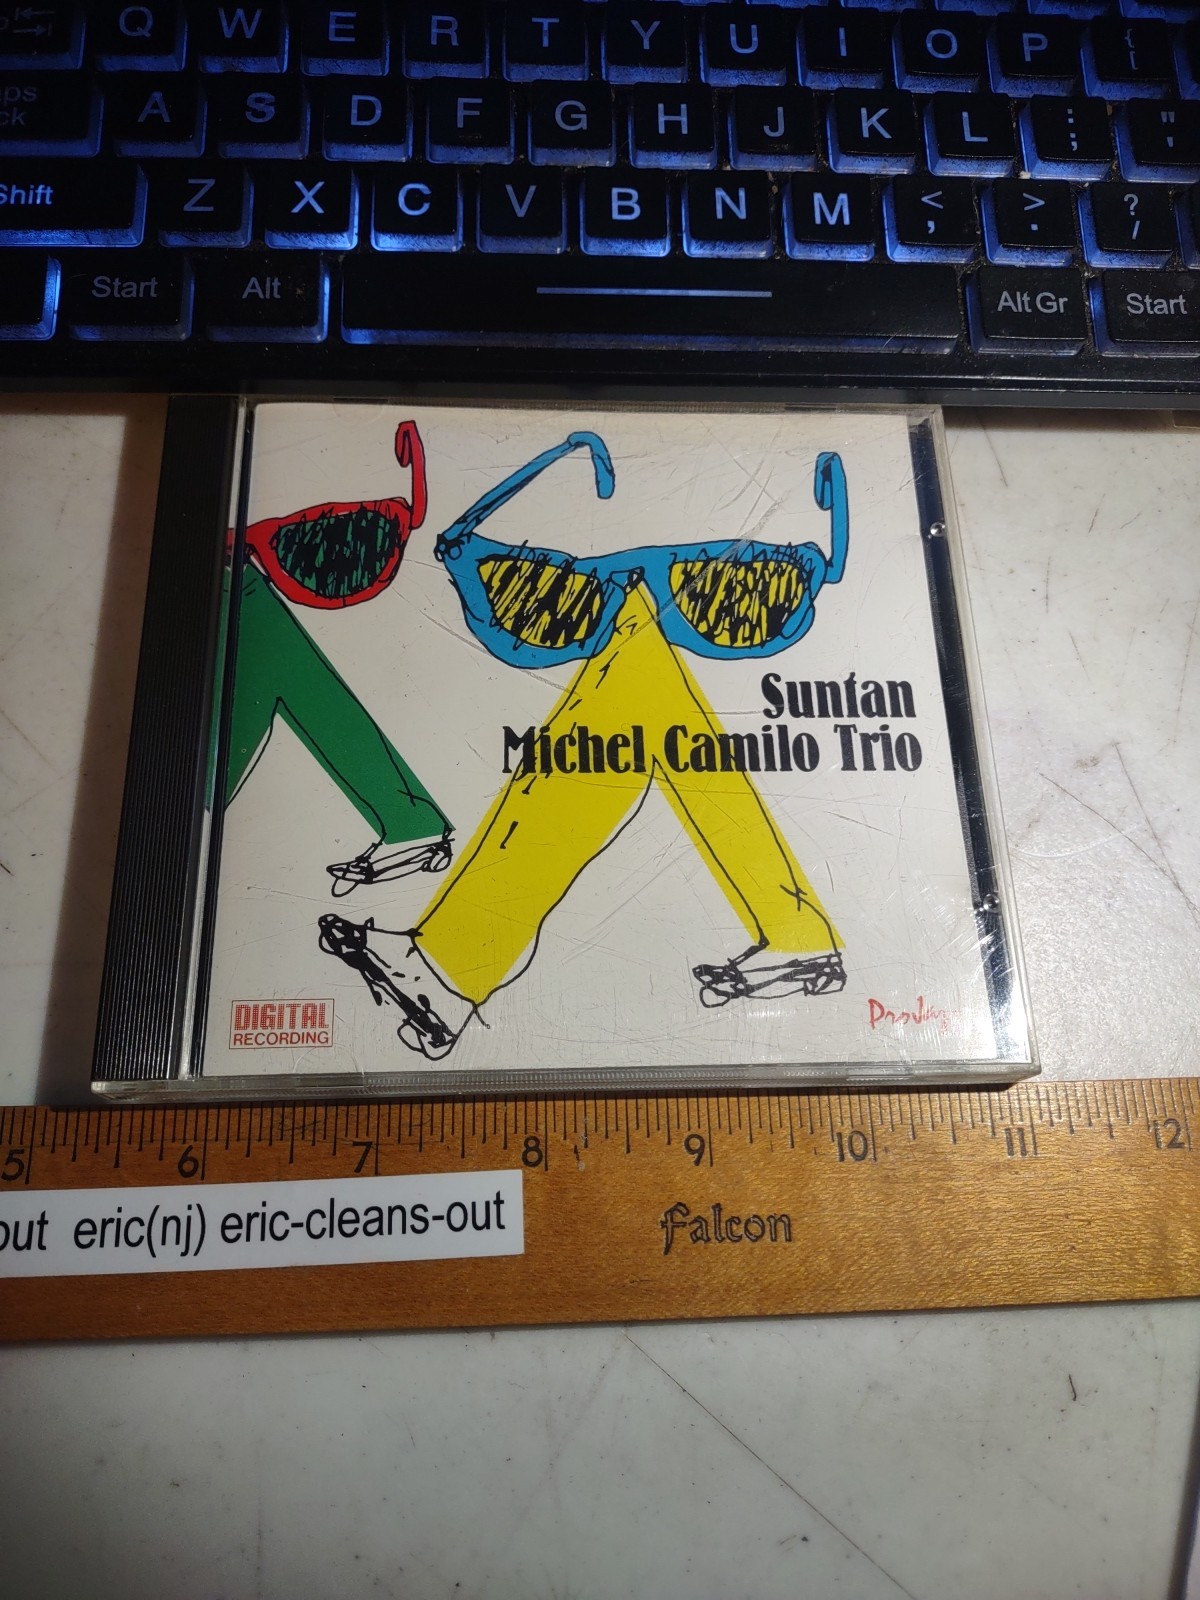 Q W E R T Y U I O P { [
A S D F G H J K L : ; " '
Shift Z X C V B N M < , > . ? /
Start Alt Alt Gr Start
Suntan
Michel Camilo Trio
DIGITAL
RECORDING
5 6 7 8 9 10 11 12
out eric(nj) eric-cleans-out
Falcon